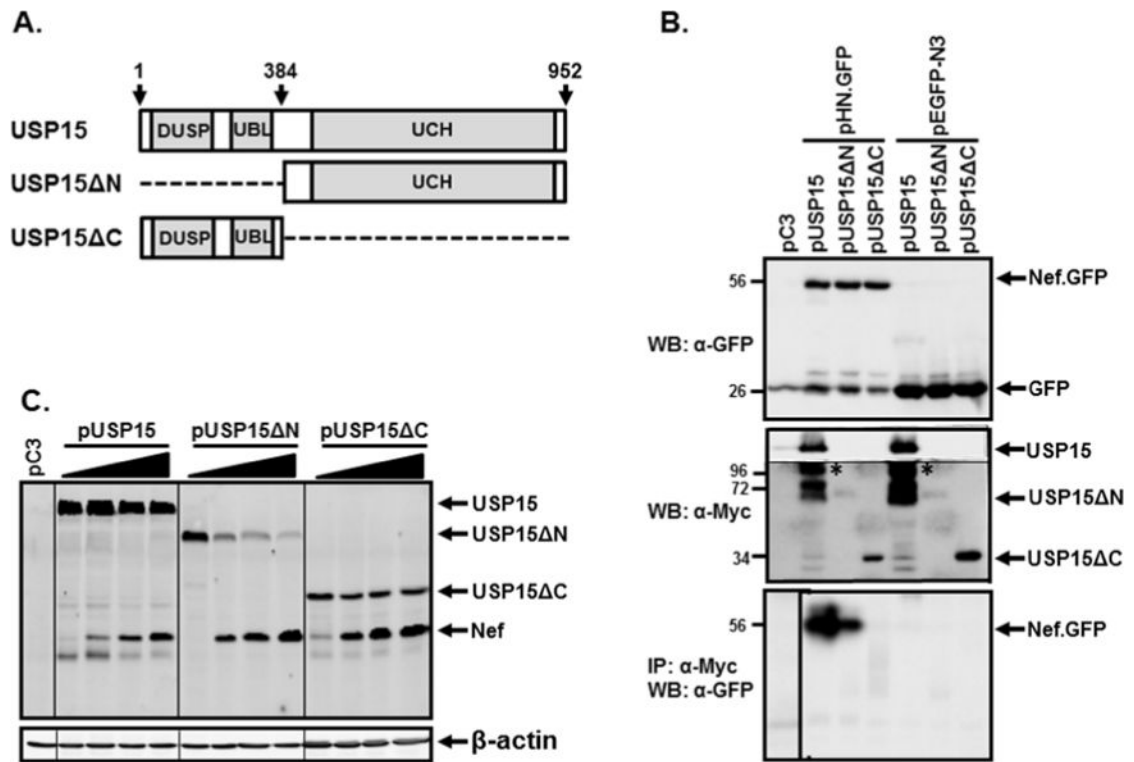 A.
1 384 952
USP15 DUSP UBL UCH
USP15ΔN UCH
USP15ΔC DUSP UBL
B.
pHN.GFP pEGFP-N3
pC3 pUSP15 pUSP15ΔN pUSP15ΔC pUSP15 pUSP15ΔN pUSP15ΔC
56 Nef.GFP
WB: α-GFP
26 GFP
USP15
96 * *
72 USP15ΔN
WB: α-Myc
34 USP15ΔC
56 Nef.GFP
IP: α-Myc
WB: α-GFP
C.
pC3 pUSP15 pUSP15ΔN pUSP15ΔC
USP15
USP15ΔN
USP15ΔC
Nef
β-actin